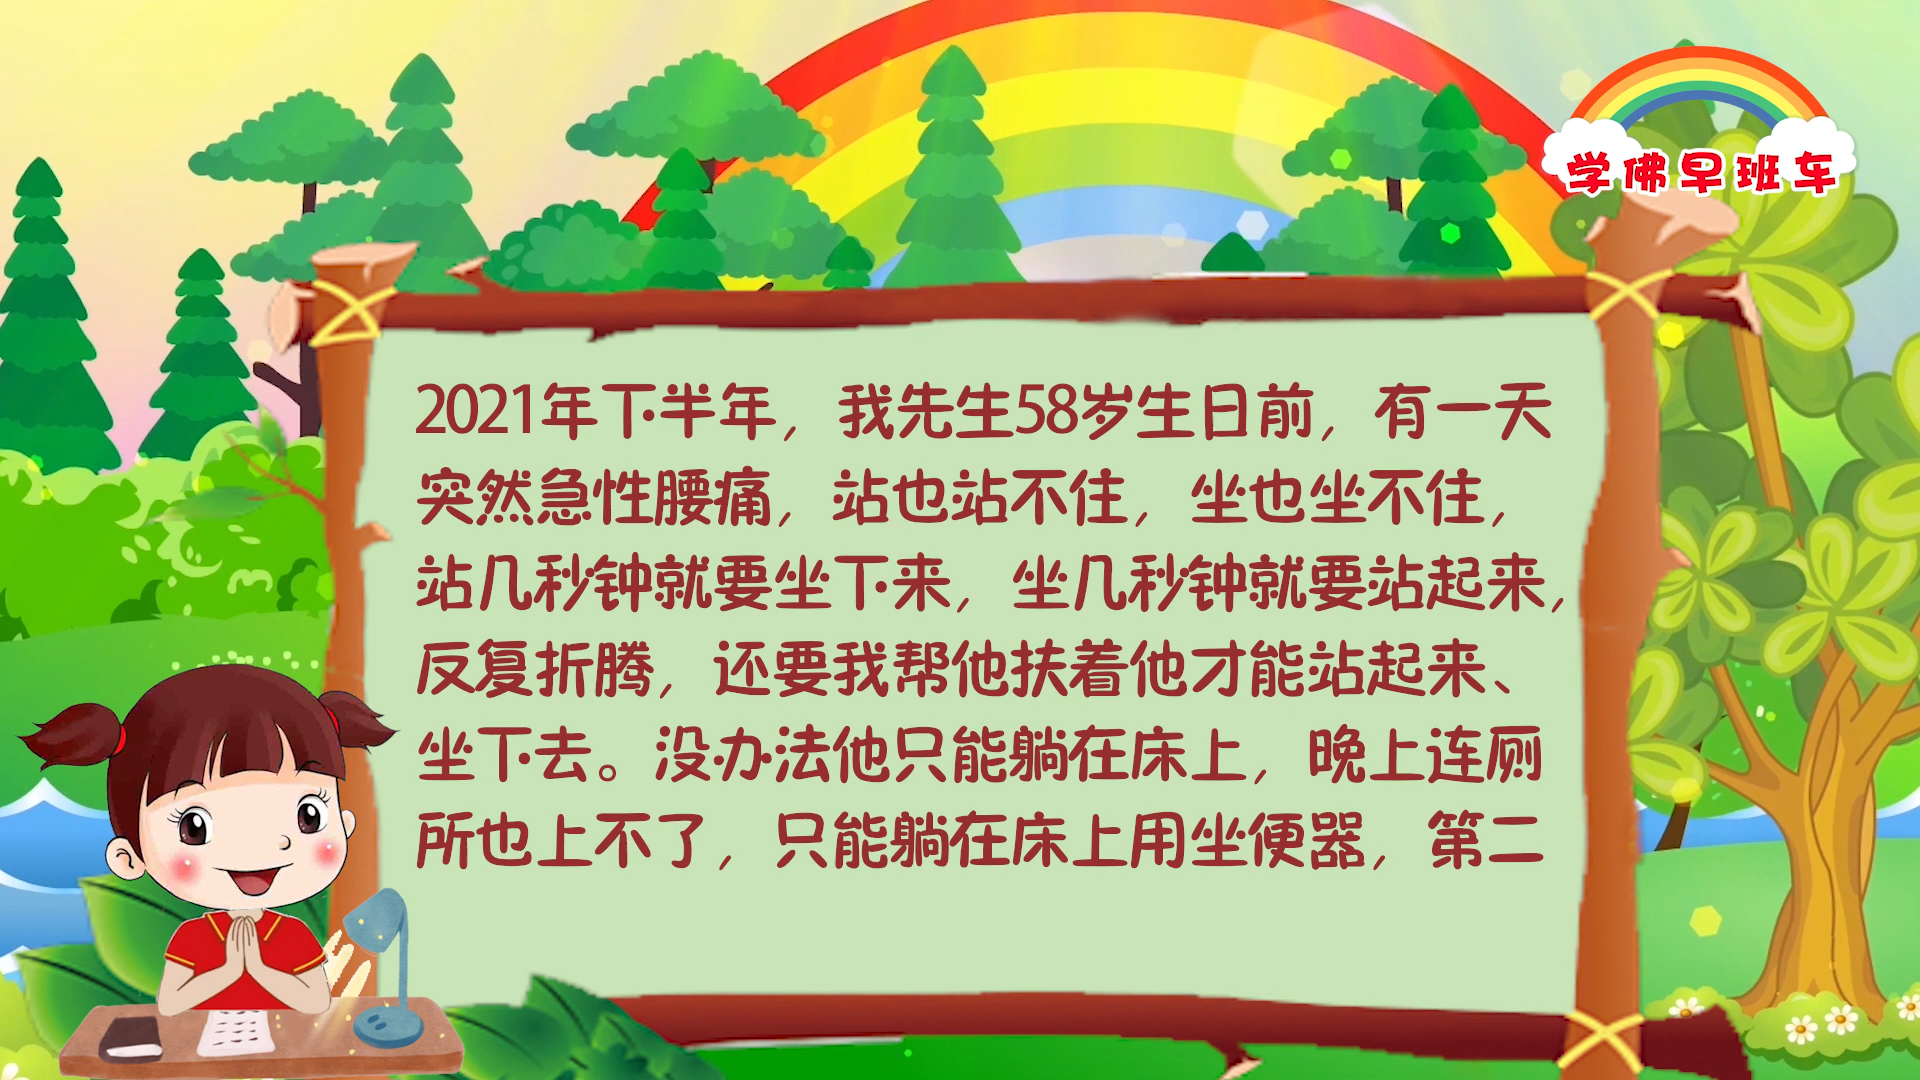 学佛早班车
2021年下半年，我先生58岁生日前，有一天
突然急性腰痛，站也站不住，坐也坐不住，
站几秒钟就要坐下来，坐几秒钟就要站起来，
反复折腾，还要我帮他扶着他才能站起来、
坐下去。没办法他只能躺在床上，晚上连厕
所也上不了，只能躺在床上用坐便器，第二